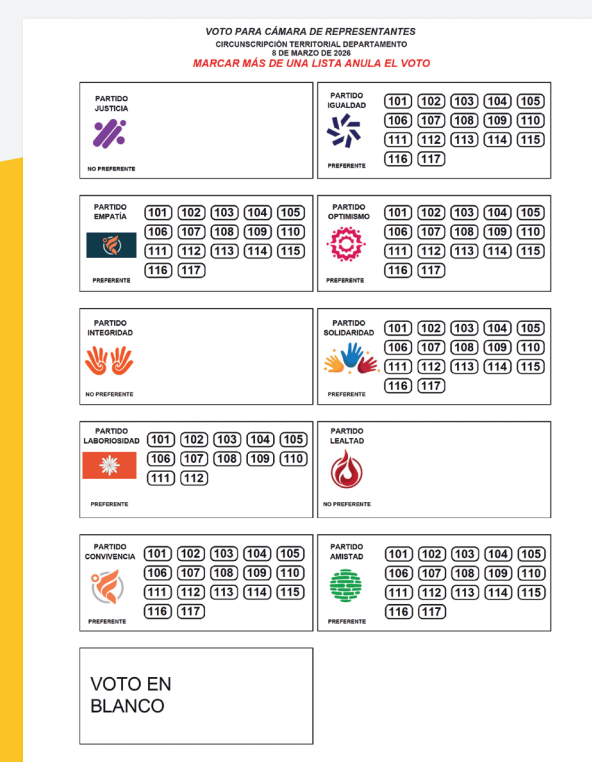 VOTO PARA CÁMARA DE REPRESENTANTES
CIRCUNSCRIPCIÓN TERRITORIAL DEPARTAMENTO
8 DE MARZO DE 2026
MARCAR MÁS DE UNA LISTA ANULA EL VOTO
PARTIDO
JUSTICIA
NO PREFERENTE
PARTIDO
IGUALDAD
101 102 103 104 105
106 107 108 109 110
111 112 113 114 115
116 117
PREFERENTE
PARTIDO
EMPATÍA
101 102 103 104 105
106 107 108 109 110
111 112 113 114 115
116 117
PREFERENTE
PARTIDO
OPTIMISMO
101 102 103 104 105
106 107 108 109 110
111 112 113 114 115
116 117
PREFERENTE
PARTIDO
INTEGRIDAD
NO PREFERENTE
PARTIDO
SOLIDARIDAD
101 102 103 104 105
106 107 108 109 110
111 112 113 114 115
116 117
PREFERENTE
PARTIDO
LABORIOSIDAD
101 102 103 104 105
106 107 108 109 110
111 112
PREFERENTE
PARTIDO
LEALTAD
NO PREFERENTE
PARTIDO
CONVIVENCIA
101 102 103 104 105
106 107 108 109 110
111 112 113 114 115
116 117
PREFERENTE
PARTIDO
AMISTAD
101 102 103 104 105
106 107 108 109 110
111 112 113 114 115
116 117
PREFERENTE
VOTO EN
BLANCO